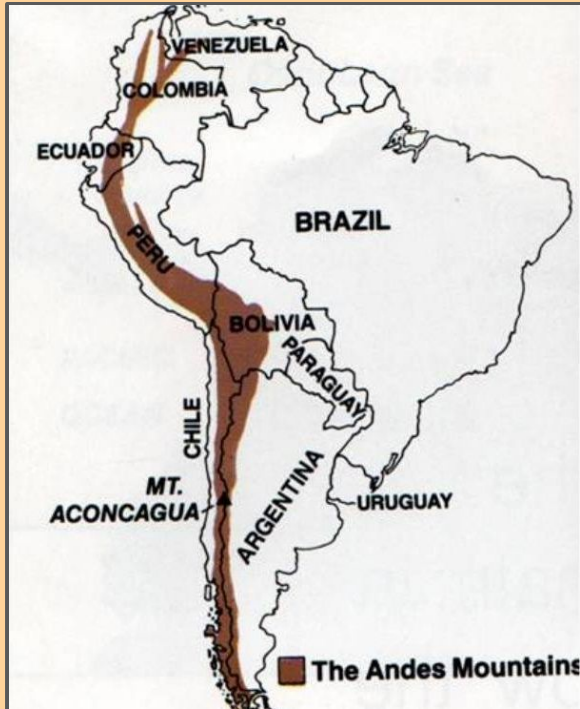 VENEZUELA
COLOMBIA
ECUADOR
BRAZIL
PERU
BOLIVIA
PARAGUAY
CHILE
MT.
ACONCAGUA
ARGENTINA
URUGUAY
The Andes Mountains